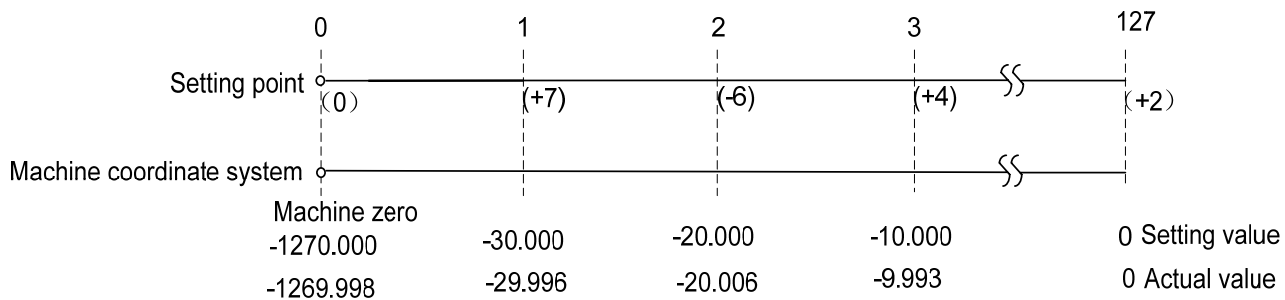 0 1 2 3 127
Setting point
(0) (+7) (-6) (+4) (+2)
Machine coordinate system
Machine zero
-1270.000 -30.000 -20.000 -10.000 0 Setting value
-1269.998 -29.996 -20.006 -9.993 0 Actual value